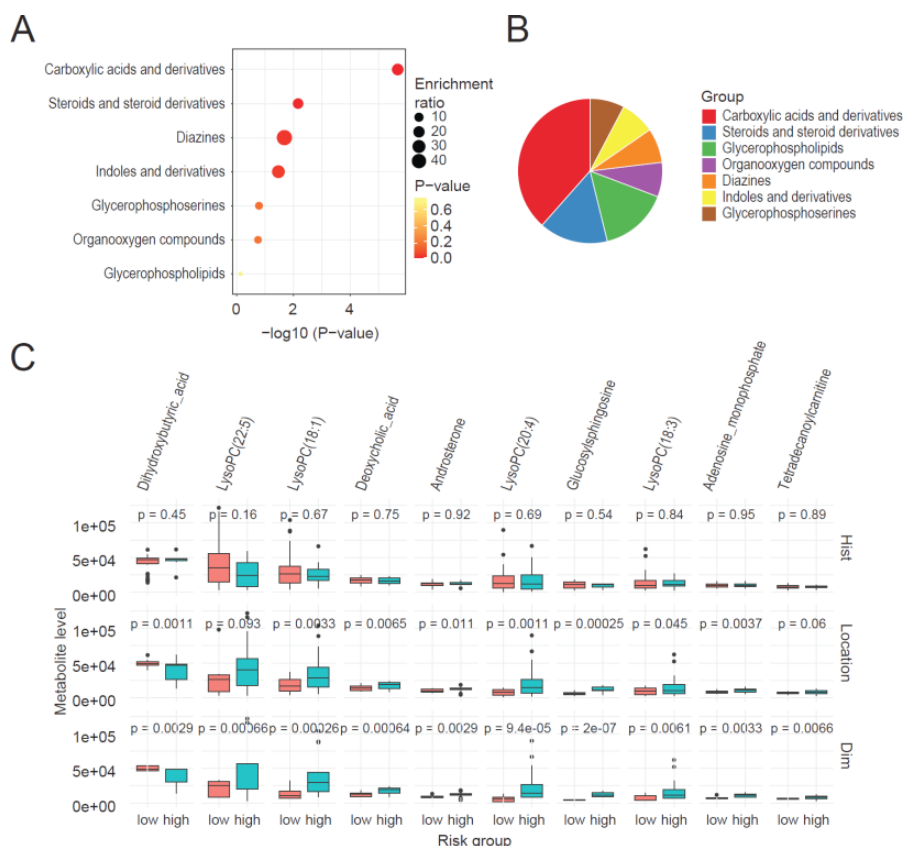 A
Carboxylic acids and derivatives
Steroids and steroid derivatives
Diazines
Indoles and derivatives
Glycerophosphoserines
Organooxygen compounds
Glycerophospholipids
0 2 4
−log10 (P−value)
Enrichment
ratio
10
20
30
40
P−value
0.6
0.4
0.2
0.0
B
Group
Carboxylic acids and derivatives
Steroids and steroid derivatives
Glycerophospholipids
Organooxygen compounds
Diazines
Indoles and derivatives
Glycerophosphoserines
C
Dihydroxybutyric_acid
LysoPC(22:5)
LysoPC(18:1)
Deoxycholic_acid
Androsterone
LysoPC(20:4)
Glucosylsphingosine
LysoPC(18:3)
Adenosine_monophosphate
Tetradecanoylcarnitine
Metabolite level
1e+05
5e+04
0e+00
p = 0.45 p = 0.16 p = 0.67 p = 0.75 p = 0.92 p = 0.69 p = 0.54 p = 0.84 p = 0.95 p = 0.89
Hist
1e+05
5e+04
0e+00
p = 0.0011 p = 0.093 p = 0.0033 p = 0.0065 p = 0.011 p = 0.0011 p = 0.00025 p = 0.045 p = 0.0037 p = 0.06
Location
1e+05
5e+04
0e+00
p = 0.0029 p = 0.00066 p = 0.00026 p = 0.00064 p = 0.0029 p = 9.4e-05 p = 2e-07 p = 0.0061 p = 0.0033 p = 0.0066
Dim
low high low high low high low high low high low high low high low high low high low high
Risk group